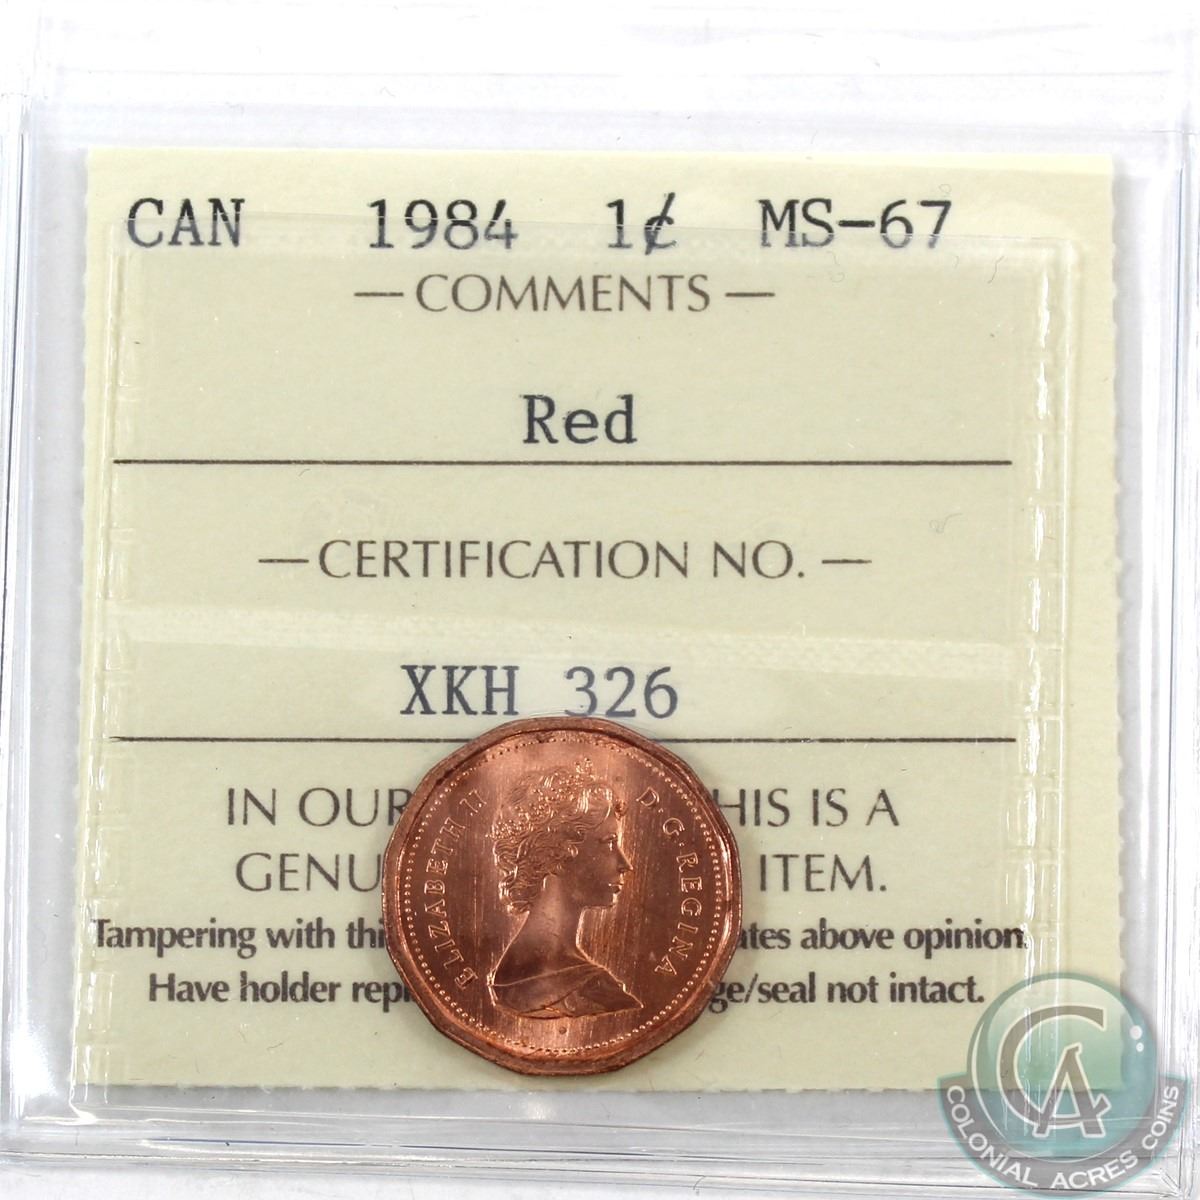 CAN 1984 1¢ MS-67
— COMMENTS —
Red
— CERTIFICATION NO. —
XKH 326
IN OUR HIS IS A
GENU ITEM.
Tampering with thi ates above opinion.
Have holder rep ge/seal not intact.
ELIZABETH II D·G·REGINA
CA
COLONIAL ACRES COINS